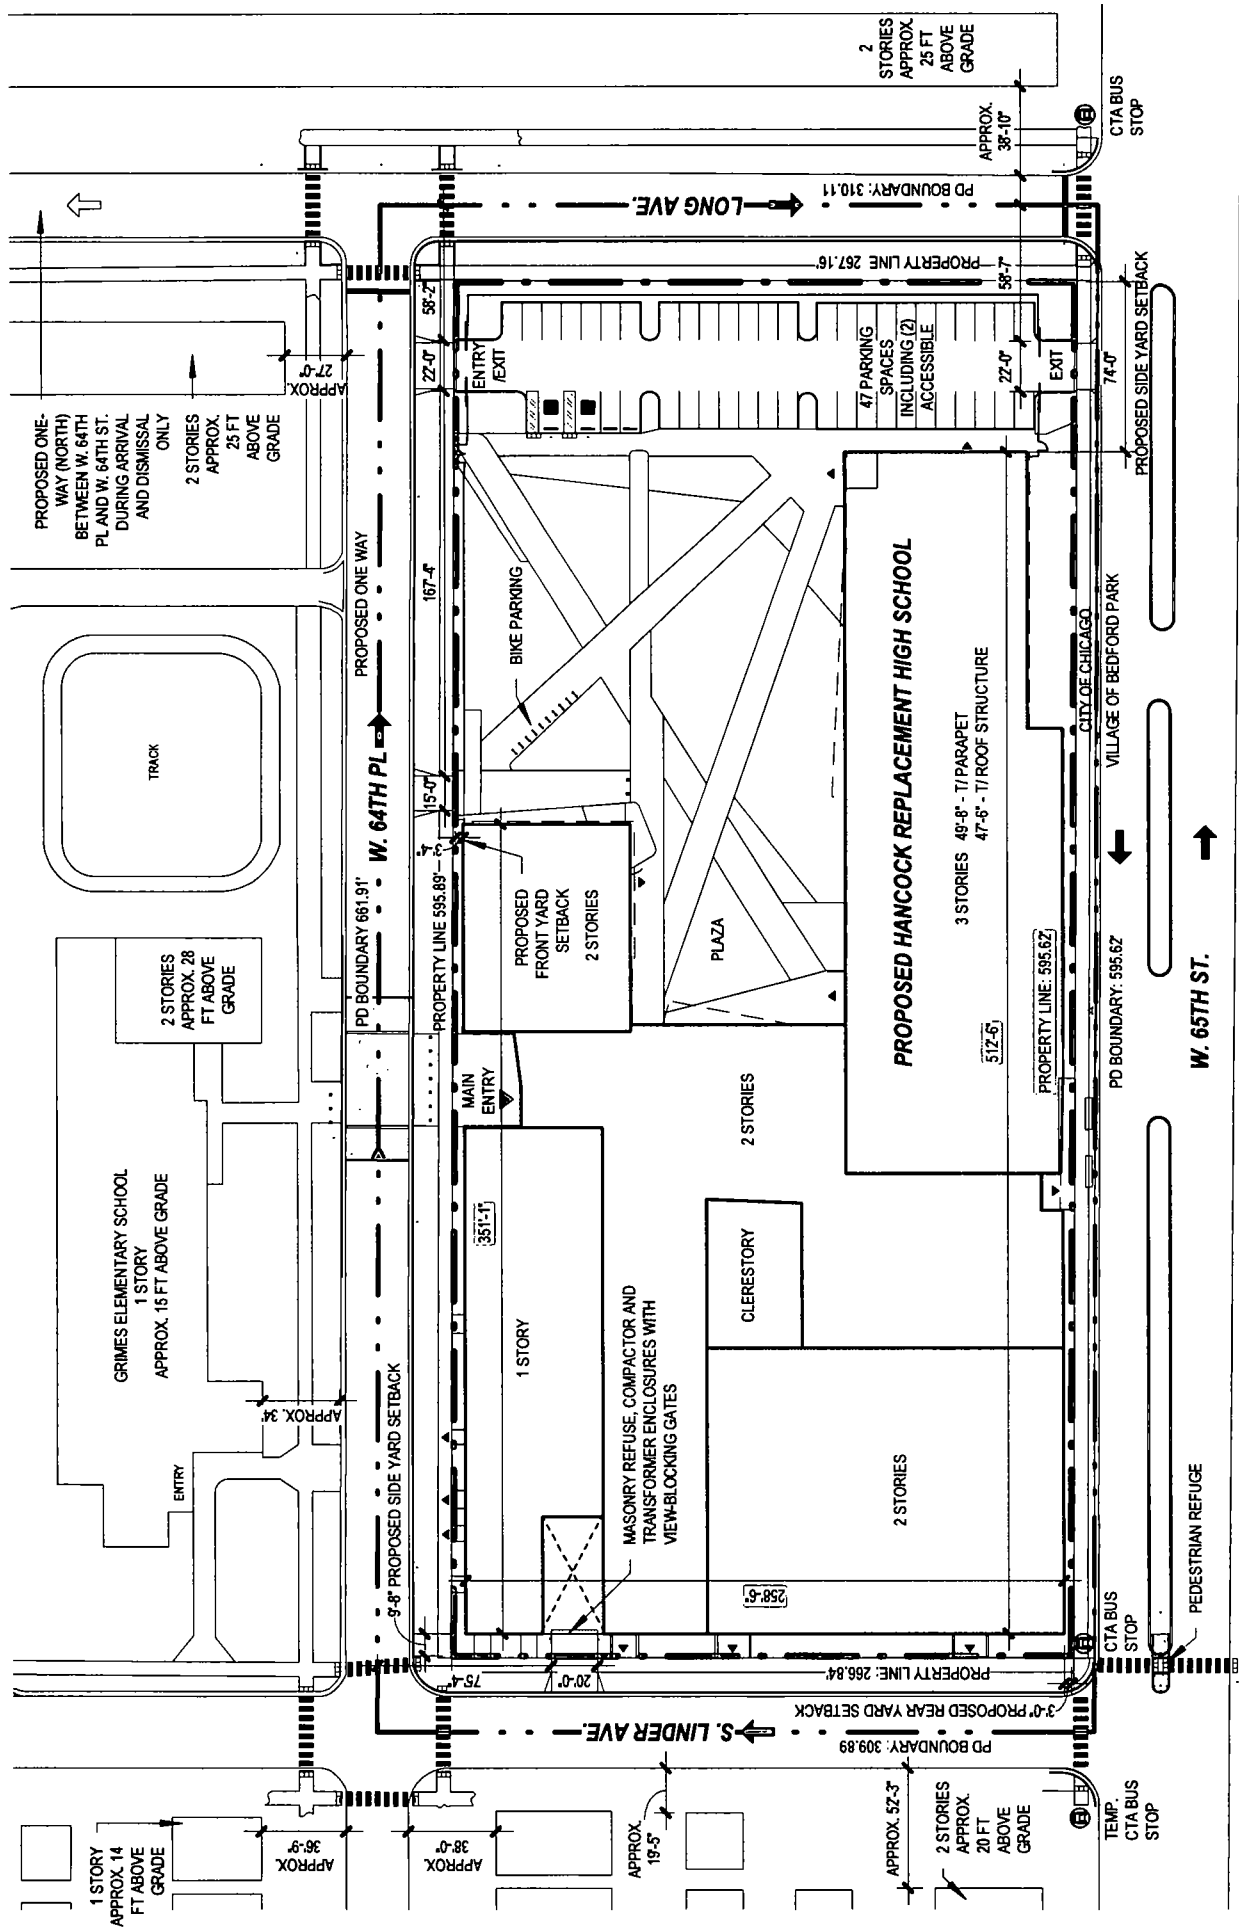 2
STORIES
APPROX.
25 FT
ABOVE
GRADE
CTA BUS
STOP
APPROX.
38'-10"
PD BOUNDARY: 310.11
LONG AVE.
PROPERTY LINE 267.16'
58'-2"
58'-7"
PROPOSED ONE-
WAY (NORTH)
BETWEEN W. 64TH
PL AND W. 64TH ST.
DURING ARRIVAL
AND DISMISSAL
ONLY
2 STORIES
APPROX.
25 FT
ABOVE
GRADE
APPROX.
27'-0"
22'-0"
ENTRY
/EXIT
47 PARKING
SPACES
INCLUDING (2)
ACCESSIBLE
22'-0"
EXIT
74'-0"
PROPOSED SIDE YARD SETBACK
PROPOSED ONE WAY
167'-4"
BIKE PARKING
TRACK
W. 64TH PL
15'-0"
3'-4"
PROPOSED
FRONT YARD
SETBACK
2 STORIES
PLAZA
PROPOSED HANCOCK REPLACEMENT HIGH SCHOOL
3 STORIES 49'-8" - T/ PARAPET
47'-6" - T/ ROOF STRUCTURE
CITY OF CHICAGO
VILLAGE OF BEDFORD PARK
PD BOUNDARY 661.91'
PROPERTY LINE 595.89'
2 STORIES
APPROX. 28
FT ABOVE
GRADE
512'-6"
PROPERTY LINE: 595.62'
PD BOUNDARY: 595.62'
W. 65TH ST.
MAIN
ENTRY
2 STORIES
GRIMES ELEMENTARY SCHOOL
1 STORY
APPROX. 15 FT ABOVE GRADE
351'-1"
CLERESTORY
1 STORY
MASONRY REFUSE, COMPACTOR AND
TRANSFORMER ENCLOSURES WITH
VIEW-BLOCKING GATES
APPROX. 34'
ENTRY
9'-8" PROPOSED SIDE YARD SETBACK
2 STORIES
258'-6"
PEDESTRIAN REFUGE
CTA BUS
STOP
75'-4"
20'-0"
PROPERTY LINE: 266.84'
3'-0" PROPOSED REAR YARD SETBACK
S. LINDER AVE.
PD BOUNDARY: 309.89
1 STORY
APPROX. 14
FT ABOVE
GRADE
APPROX.
36'-9"
APPROX.
38'-0"
APPROX.
19'-5"
APPROX. 52'-3"
2 STORIES
APPROX.
20 FT
ABOVE
GRADE
TEMP.
CTA BUS
STOP